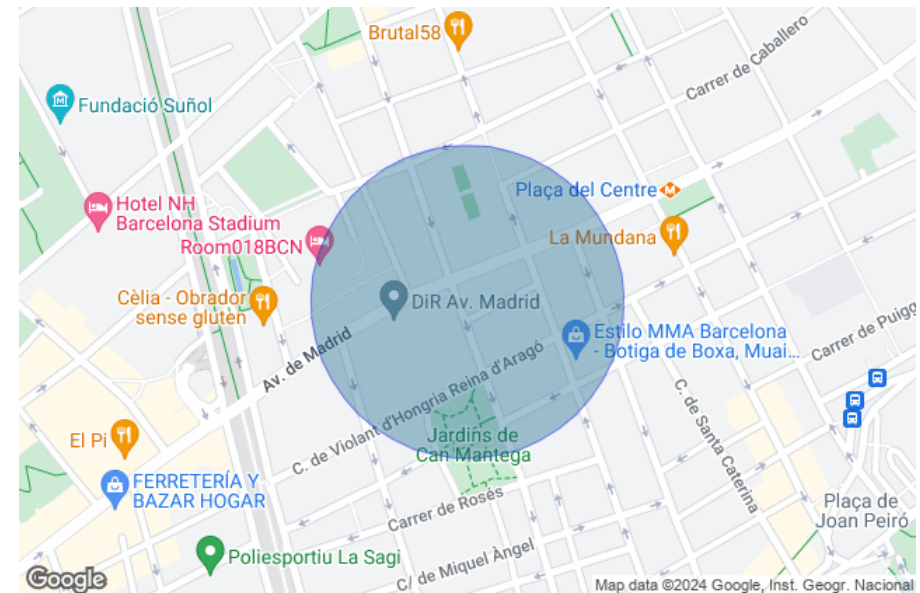 Brutal58
Carrer de Caballero
Fundació Suñol
Plaça del Centre
M
Hotel NH
Barcelona Stadium
Room018BCN
La Mundana
Cèlia - Obrador
sense gluten
DiR Av. Madrid
Estilo MMA Barcelona
- Botiga de Boxa, Muai...
Carrer de Puigg
Av. de Madrid
C. de Violant d'Hongria Reina d'Aragó
C. de Santa Caterina
El Pi
Jardins de
Can Mantega
FERRETERÍA Y
BAZAR HOGAR
Carrer de Rosés
Plaça de
Joan Peiró
Poliesportiu La Sagi
C/ de Miquel Àngel
Google
Map data ©2024 Google, Inst. Geogr. Nacional